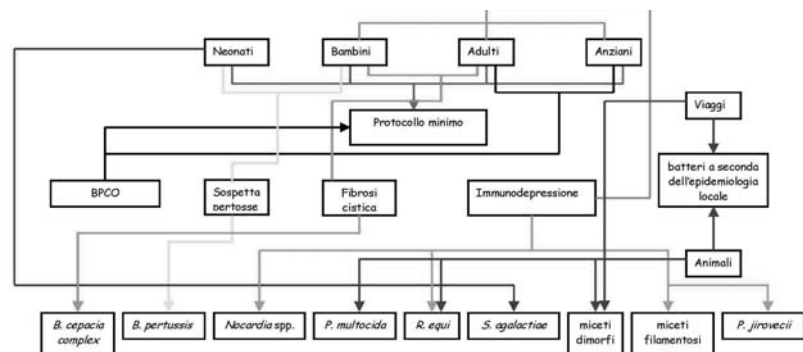 Neonati
Bambini
Adulti
Anziani
Protocollo minimo
Viaggi
BPCO
Sospetta
pertosse
Fibrosi
cistica
Immunodepressione
batteri a seconda
dell'epidemiologia
locale
Animali
B. cepacia
complex
B. pertussis
Nocardia spp.
P. multocida
R. equi
S. agalactiae
miceti
dimorfi
miceti
filamentosi
P. jirovecii